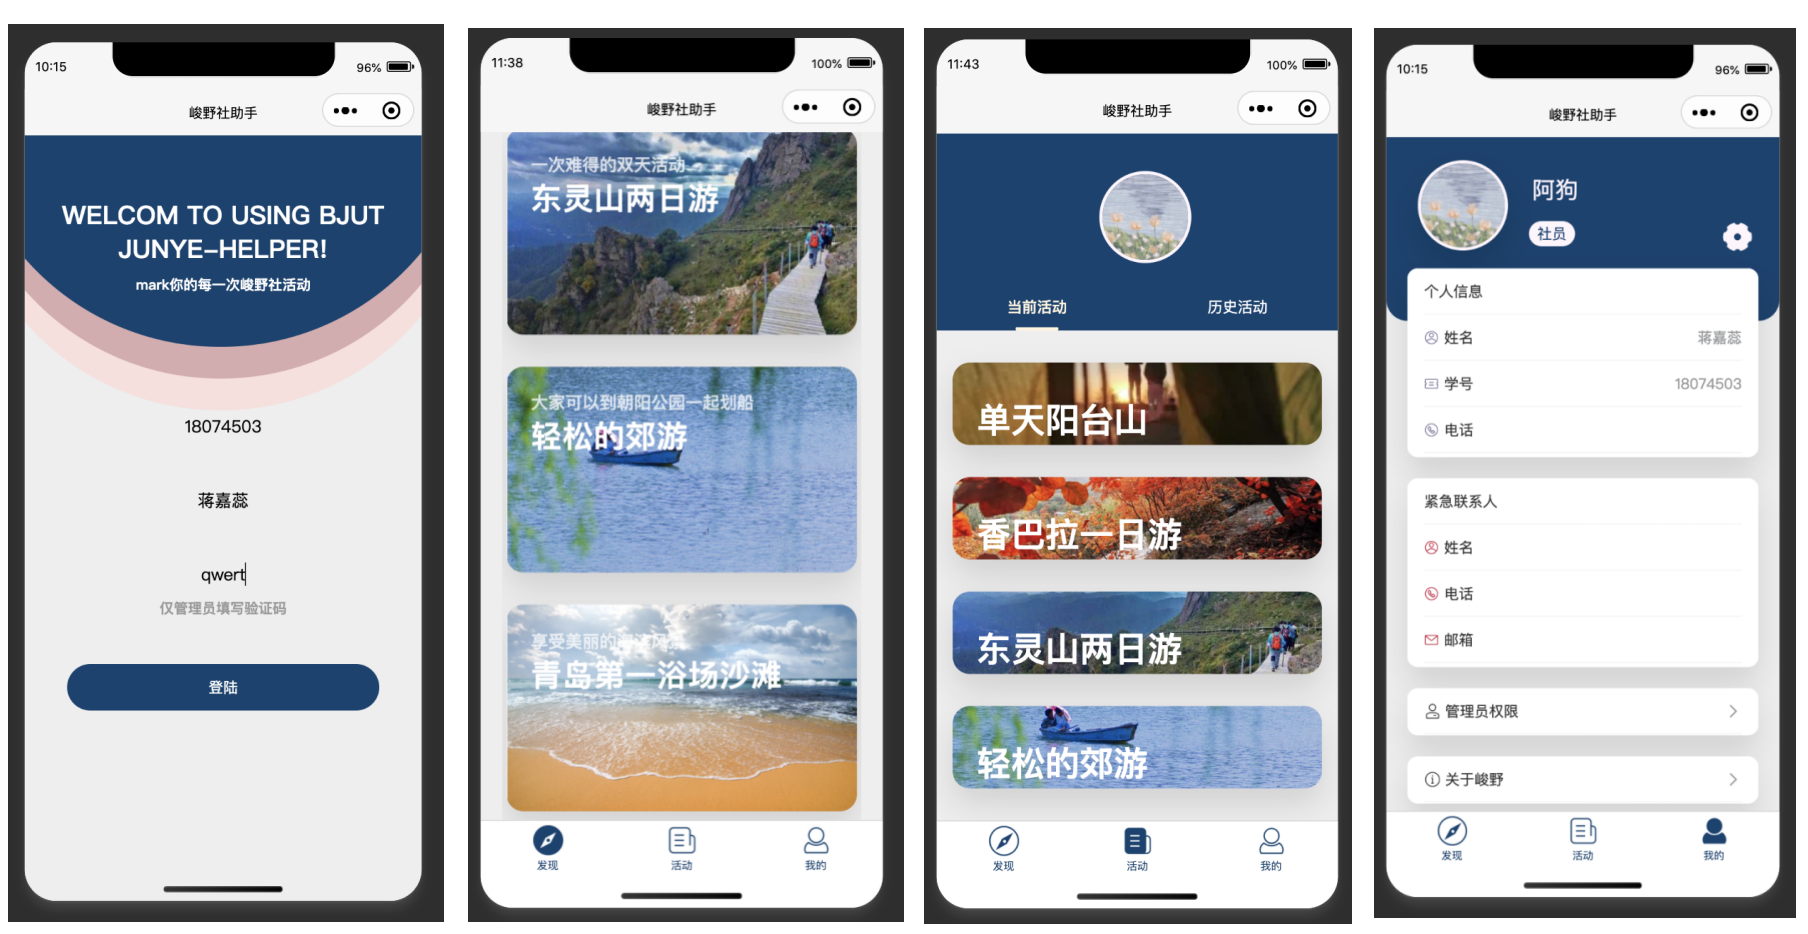 10:15
96%
峻野社助手
WELCOM TO USING BJUT
JUNYE-HELPER!
mark你的每一次峻野社活动
18074503
蒋嘉蕊
qwert
仅管理员填写验证码
登陆
11:38
100%
峻野社助手
一次难得的双天活动
东灵山两日游
大家可以到朝阳公园一起划船
轻松的郊游
享受美丽的海滨风景
青岛第一浴场沙滩
发现
活动
我的
11:43
100%
峻野社助手
当前活动
历史活动
单天阳台山
香巴拉一日游
东灵山两日游
轻松的郊游
发现
活动
我的
10:15
96%
峻野社助手
阿狗
社员
个人信息
姓名
蒋嘉蕊
学号
18074503
电话
紧急联系人
姓名
电话
邮箱
管理员权限
关于峻野
发现
活动
我的